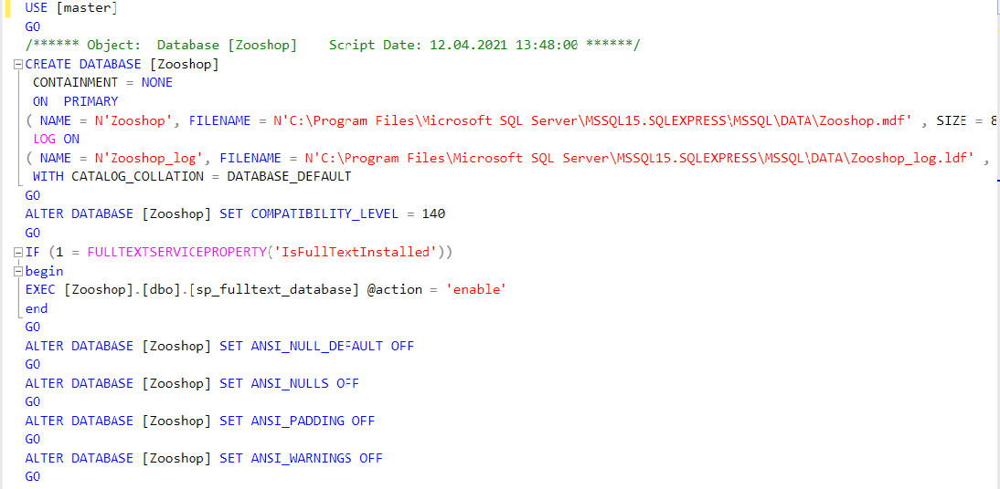 USE [master]
GO
/****** Object:  Database [Zooshop]    Script Date: 12.04.2021 13:48:00 ******/
CREATE DATABASE [Zooshop]
 CONTAINMENT = NONE
 ON  PRIMARY
( NAME = N'Zooshop', FILENAME = N'C:\Program Files\Microsoft SQL Server\MSSQL15.SQLEXPRESS\MSSQL\DATA\Zooshop.mdf' , SIZE = 8
 LOG ON
( NAME = N'Zooshop_log', FILENAME = N'C:\Program Files\Microsoft SQL Server\MSSQL15.SQLEXPRESS\MSSQL\DATA\Zooshop_log.ldf' ,
 WITH CATALOG_COLLATION = DATABASE_DEFAULT
GO
ALTER DATABASE [Zooshop] SET COMPATIBILITY_LEVEL = 140
GO
IF (1 = FULLTEXTSERVICEPROPERTY('IsFullTextInstalled'))
begin
EXEC [Zooshop].[dbo].[sp_fulltext_database] @action = 'enable'
end
GO
ALTER DATABASE [Zooshop] SET ANSI_NULL_DEFAULT OFF
GO
ALTER DATABASE [Zooshop] SET ANSI_NULLS OFF
GO
ALTER DATABASE [Zooshop] SET ANSI_PADDING OFF
GO
ALTER DATABASE [Zooshop] SET ANSI_WARNINGS OFF
GO